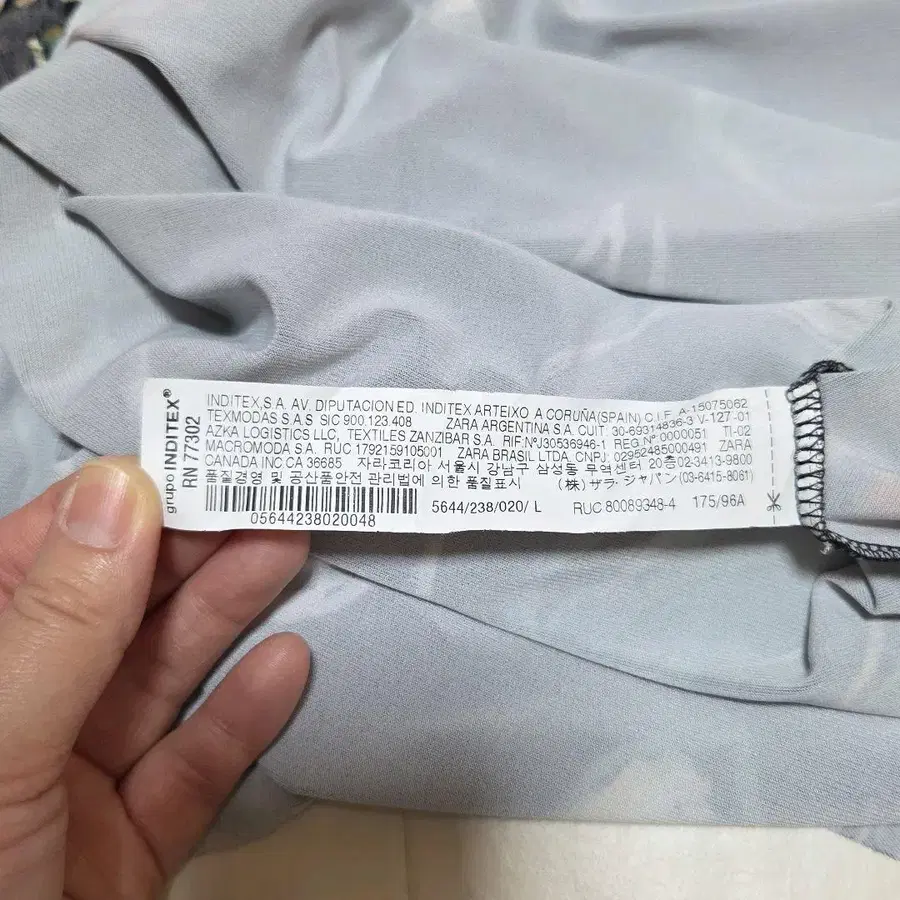 grupo INDITEX®
RN 77302
INDITEX,S.A. AV. DIPUTACION ED. INDITEX ARTEIXO A CORUÑA(SPAIN) C.I.F. A-15075062
TEXMODAS S.A.S SIC 900.123.408 ZARA ARGENTINA S.A. CUIT: 30-69314836-3 V-127-01
AZKA LOGISTICS LLC, TEXTILES ZANZIBAR S.A. RIF.NºJ30536946-1 REG.Nº 0000051 TI-02
MACROMODA S.A. RUC 1792159105001 ZARA BRASIL LTDA. CNPJ: 02952485000491 ZARA
CANADA INC CA 36685 자라코리아 서울시 강남구 삼성동 무역센터 20층02-3413-9800
품질경영 및 공산품안전 관리법에 의한 품질표시 (株) ザラ・ジャパン(03-6415-8061)
05644238020048
5644/238/020/ L RUC 80089348-4 175/96A